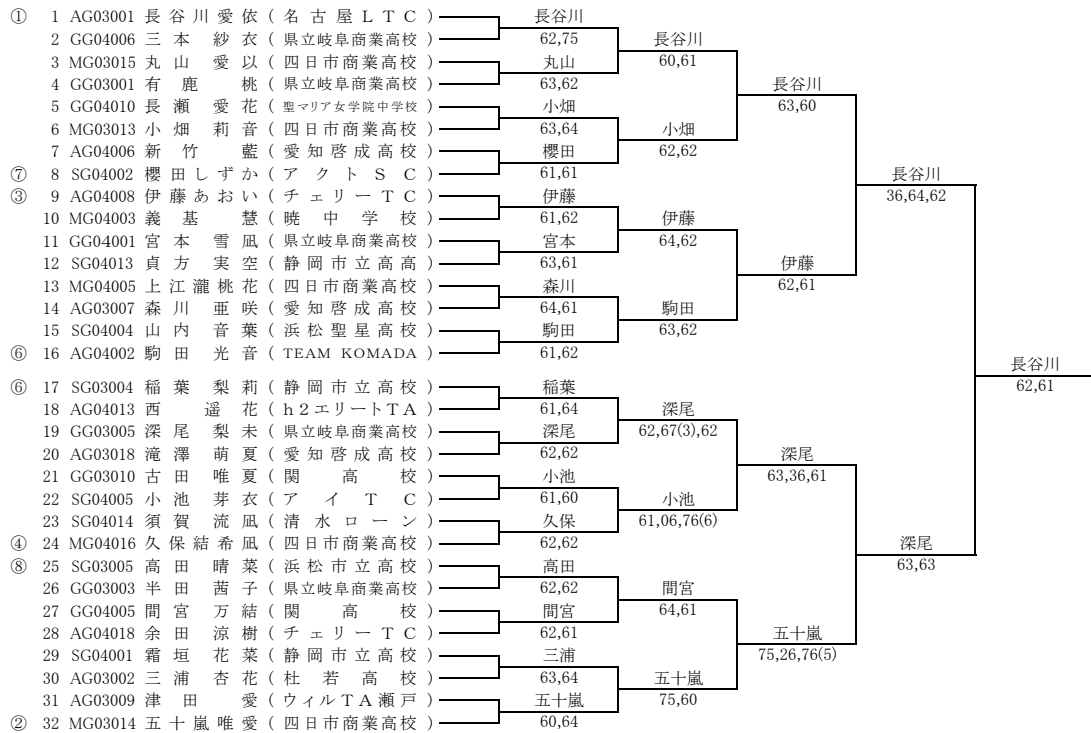 ① 1 AG03001 長谷川愛依 ( 名古屋LTC )
2 GG04006 三本 紗衣 ( 県立岐阜商業高校 )
3 MG03015 丸山 愛以 ( 四日市商業高校 )
4 GG03001 有鹿 桃 ( 県立岐阜商業高校 )
5 GG04010 長瀬 愛花 ( 聖マリア女学院中学校 )
6 MG03013 小畑 莉音 ( 四日市商業高校 )
7 AG04006 新竹 藍 ( 愛知啓成高校 )
⑦ 8 SG04002 櫻田しずか ( アクトSC )
③ 9 AG04008 伊藤あおい ( チェリーTC )
10 MG04003 義基 慧 ( 暁中学校 )
11 GG04001 宮本 雪凪 ( 県立岐阜商業高校 )
12 SG04013 貞方 実空 ( 静岡市立高高 )
13 MG04005 上江瀧桃花 ( 四日市商業高校 )
14 AG03007 森川 亜咲 ( 愛知啓成高校 )
15 SG04004 山内 音葉 ( 浜松聖星高校 )
⑥ 16 AG04002 駒田 光音 ( TEAM KOMADA )
⑥ 17 SG03004 稲葉 梨莉 ( 静岡市立高校 )
18 AG04013 西 遥花 ( h2エリートTA )
19 GG03005 深尾 梨未 ( 県立岐阜商業高校 )
20 AG03018 滝澤 萌夏 ( 愛知啓成高校 )
21 GG03010 古田 唯夏 ( 関高校 )
22 SG04005 小池 芽衣 ( アイTC )
23 SG04014 須賀 流凪 ( 清水ローン )
④ 24 MG04016 久保結希凪 ( 四日市商業高校 )
⑧ 25 SG03005 高田 晴菜 ( 浜松市立高校 )
26 GG03003 半田 茜子 ( 県立岐阜商業高校 )
27 GG04005 間宮 万結 ( 関高校 )
28 AG04018 余田 涼樹 ( チェリーTC )
29 SG04001 霜垣 花菜 ( 静岡市立高校 )
30 AG03002 三浦 杏花 ( 杜若高校 )
31 AG03009 津田 愛 ( ウィルTA瀬戸 )
② 32 MG03014 五十嵐唯愛 ( 四日市商業高校 )
長谷川
62,75
丸山
63,62
小畑
63,64
櫻田
61,61
伊藤
61,62
宮本
63,61
森川
64,61
駒田
61,62
稲葉
61,64
深尾
62,62
小池
61,60
久保
62,62
高田
62,62
間宮
62,61
三浦
63,64
五十嵐
60,64
長谷川
60,61
小畑
62,62
伊藤
64,62
駒田
63,62
深尾
62,67(3),62
小池
61,06,76(6)
間宮
64,61
五十嵐
75,60
長谷川
63,60
伊藤
62,61
深尾
63,36,61
五十嵐
75,26,76(5)
長谷川
36,64,62
深尾
63,63
長谷川
62,61